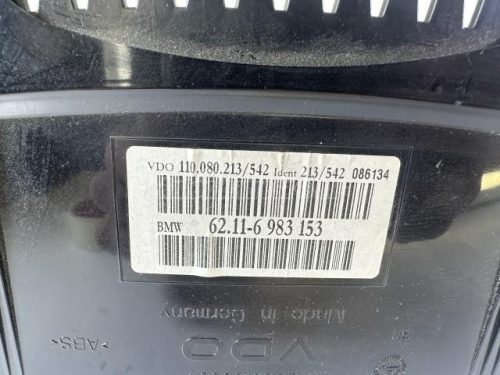 VDO 110.080.213/542 Ident 213/542 086134
BMW 62.11-6 983 153
Made In Germany
VDO
>ABS<